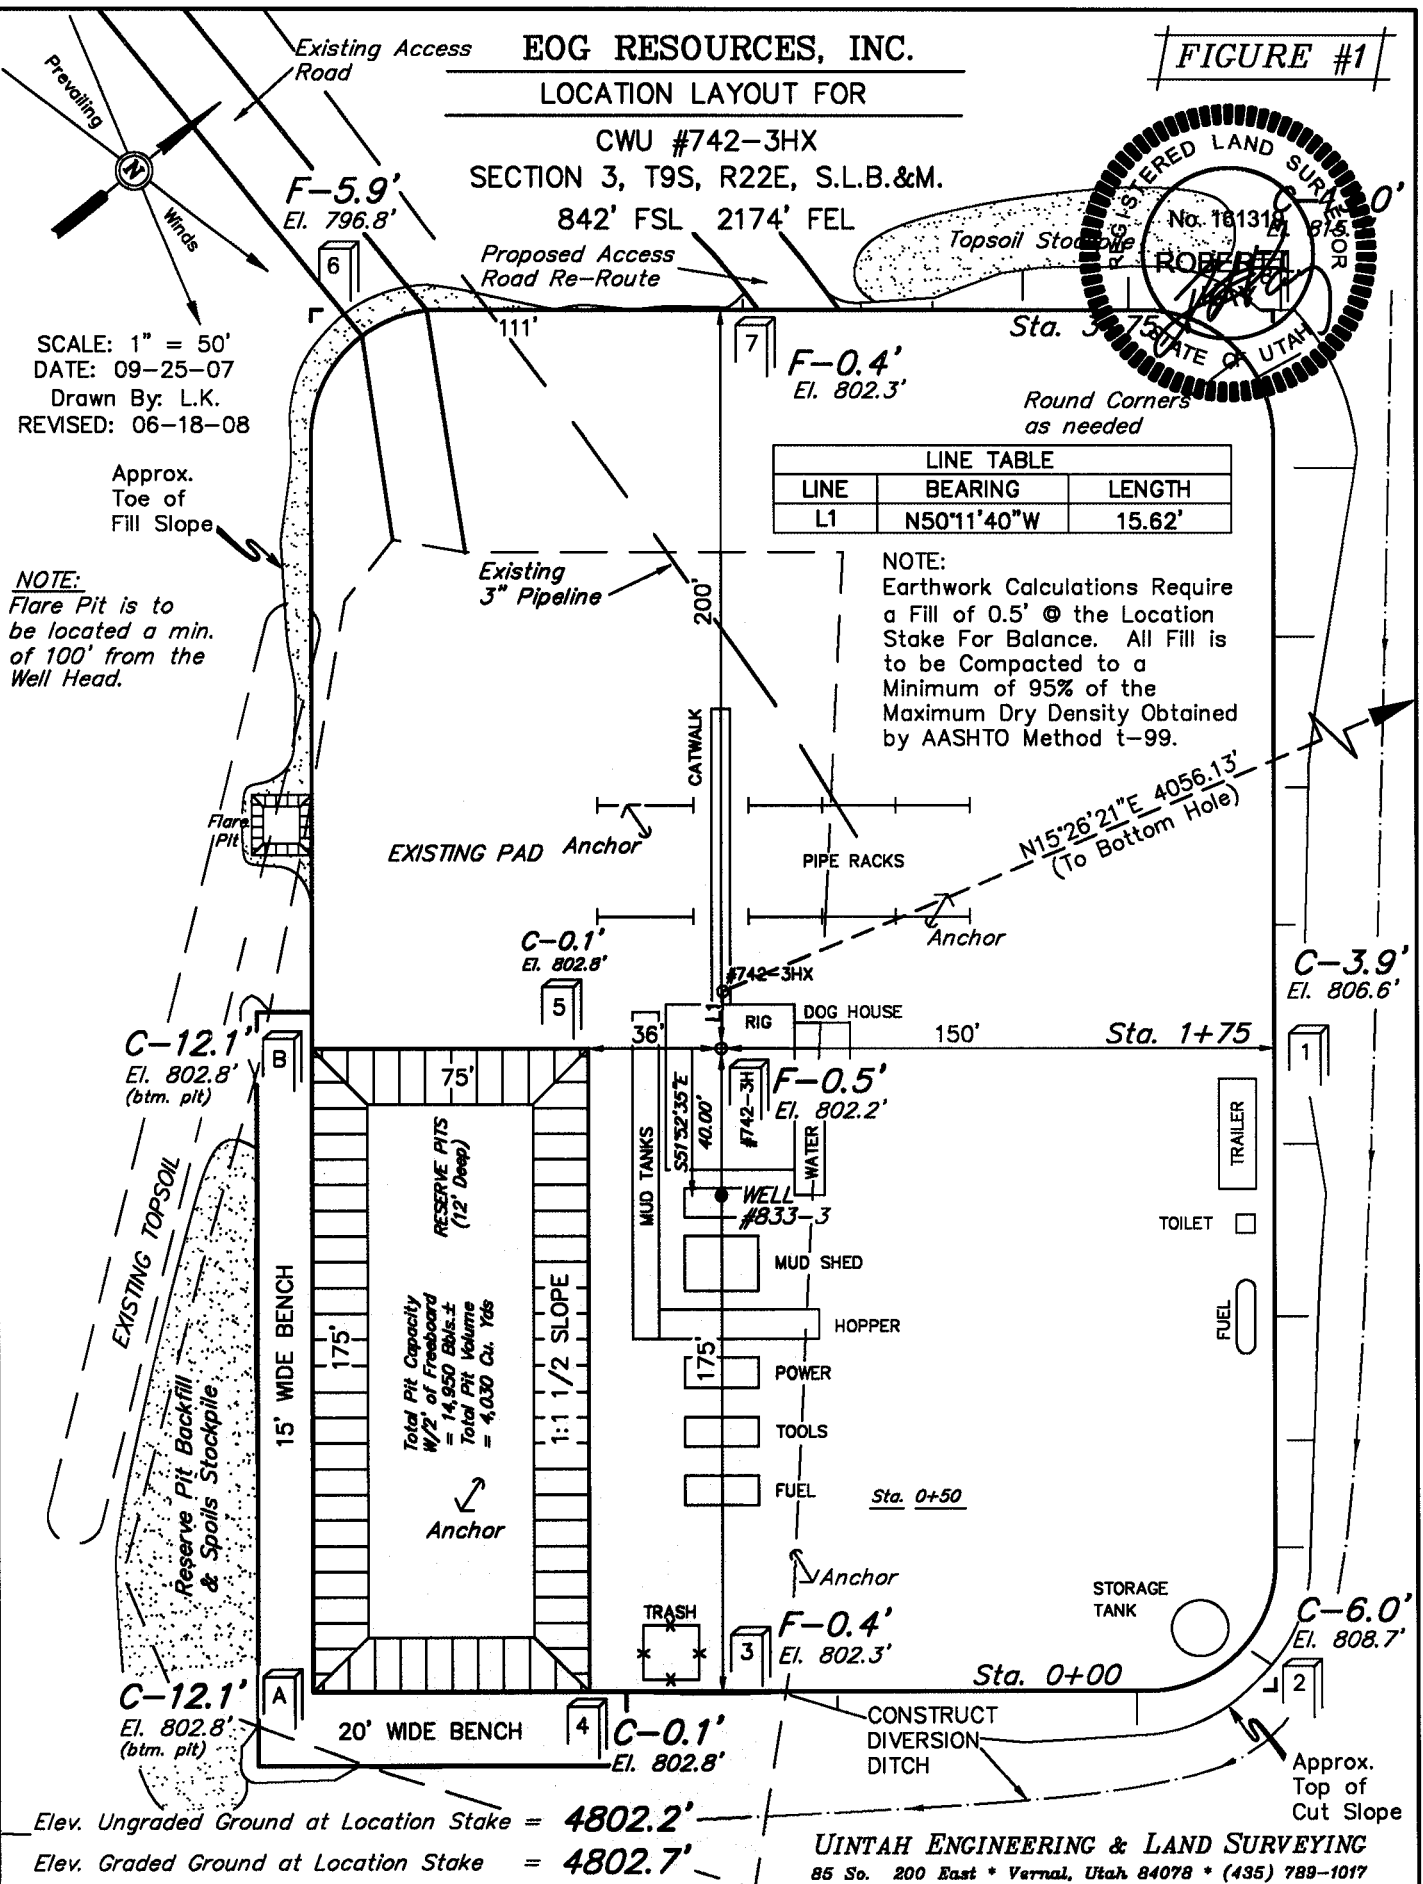 EOG RESOURCES, INC.
FIGURE #1
LOCATION LAYOUT FOR
CWU #742-3HX
SECTION 3, T9S, R22E, S.L.B.&M.
842' FSL 2174' FEL
Existing Access
Road
Prevailing
N
Winds
F-5.9'
El. 796.8'
6
Proposed Access
Road Re-Route
Topsoil
REGISTERED LAND SURVEYOR
No. 161319
STATE OF UTAH
SCALE: 1" = 50'
DATE: 09-25-07
Drawn By: L.K.
REVISED: 06-18-08
111'
7
F-0.4'
El. 802.3'
Round Corners
as needed
LINE TABLE
LINE BEARING LENGTH
L1 N50°11'40"W 15.62'
Approx.
Toe of
Fill Slope
NOTE:
Flare Pit is to
be located a min.
of 100' from the
Well Head.
Existing
3" Pipeline
200'
NOTE:
Earthwork Calculations Require
a Fill of 0.5' @ the Location
Stake For Balance. All Fill is
to be Compacted to a
Minimum of 95% of the
Maximum Dry Density Obtained
by AASHTO Method t-99.
CATWALK
Flare
Pit
EXISTING PAD
Anchor
PIPE RACKS
N15°26'21"E 4056.13'
(To Bottom Hole)
Anchor
C-0.1'
El. 802.8'
5
#742-3HX
L1
RIG
DOG HOUSE
C-3.9'
El. 806.6'
C-12.1'
El. 802.8'
(btm. pit)
B
36'
150'
Sta. 1+75
1
75'
F-0.5'
El. 802.2'
S51°52'35"E
40.00'
#742-3H
MUD TANKS
WATER
TRAILER
RESERVE PITS
(12' Deep)
WELL
#833-3
TOILET
MUD SHED
EXISTING TOPSOIL
15' WIDE BENCH
175'
Total Pit Capacity
W/2' of Freeboard
= 14,950 Bbls.±
Total Pit Volume
= 4,030 Cu. Yds
1:1 1/2 SLOPE
HOPPER
FUEL
175'
POWER
TOOLS
FUEL
Sta. 0+50
Reserve Pit Backfill
& Spoils Stockpile
Anchor
Anchor
STORAGE
TANK
TRASH
3
F-0.4'
El. 802.3'
C-6.0'
El. 808.7'
Sta. 0+00
2
C-12.1'
El. 802.8'
(btm. pit)
A
20' WIDE BENCH
4
C-0.1'
El. 802.8'
CONSTRUCT
DIVERSION
DITCH
Approx.
Top of
Cut Slope
Elev. Ungraded Ground at Location Stake = 4802.2'
Elev. Graded Ground at Location Stake = 4802.7'
UINTAH ENGINEERING & LAND SURVEYING
85 So. 200 East * Vernal, Utah 84078 * (435) 789-1017